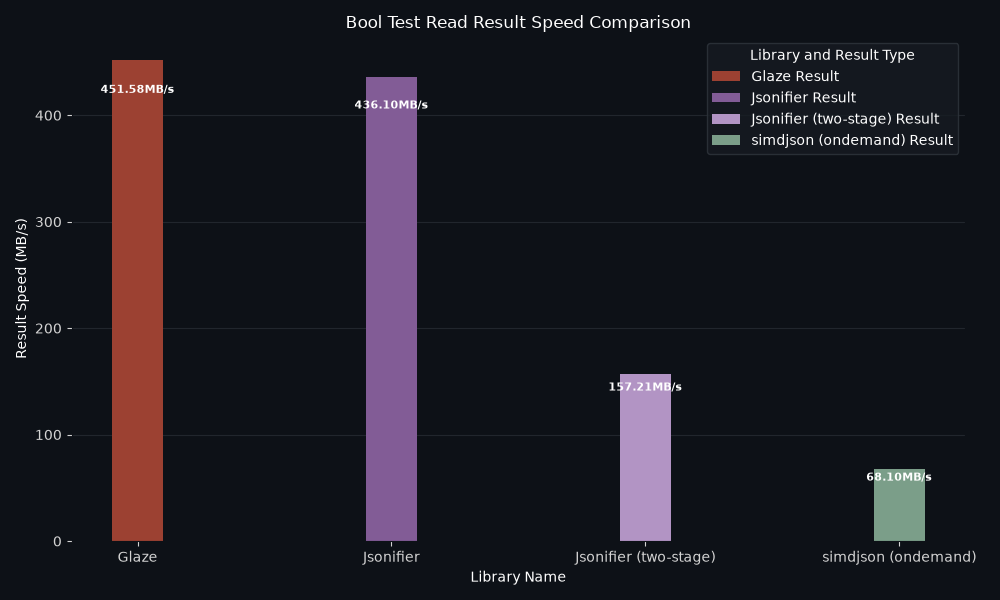 Bool Test Read Result Speed Comparison
Library and Result Type
Glaze Result
Jsonifier Result
Jsonifier (two-stage) Result
simdjson (ondemand) Result
451.58MB/s
436.10MB/s
157.21MB/s
68.10MB/s
Result Speed (MB/s)
400
300
200
100
0
Glaze
Jsonifier
Jsonifier (two-stage)
simdjson (ondemand)
Library Name